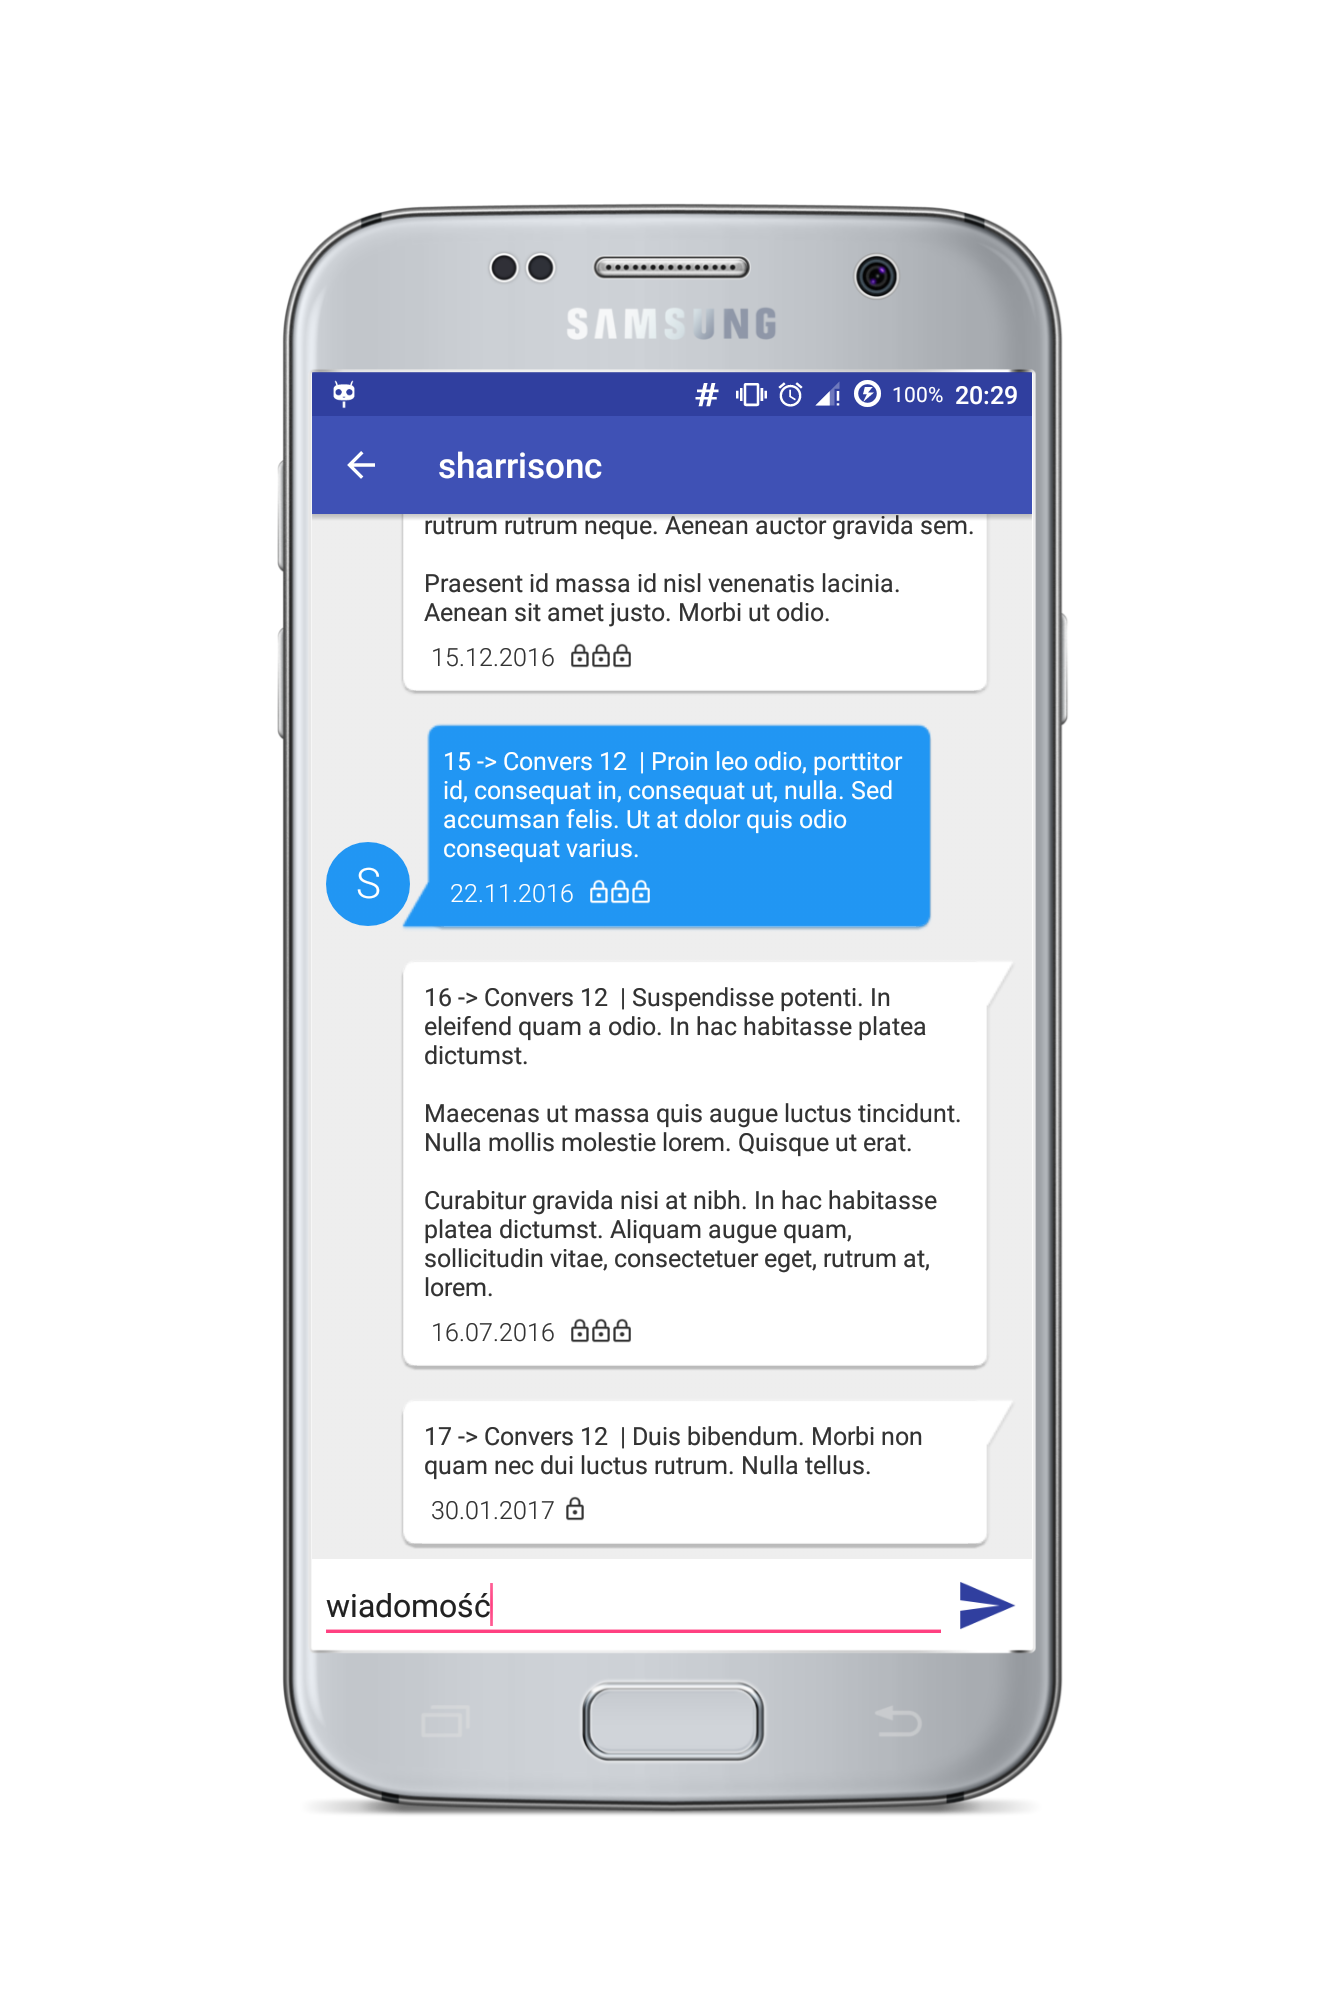 SAMSUNG
100% 20:29
sharrisonc
rutrum rutrum neque. Aenean auctor gravida sem.
Praesent id massa id nisl venenatis lacinia.
Aenean sit amet justo. Morbi ut odio.
15.12.2016
15 -> Convers 12 | Proin leo odio, porttitor
id, consequat in, consequat ut, nulla. Sed
accumsan felis. Ut at dolor quis odio
consequat varius.
S
22.11.2016
16 -> Convers 12 | Suspendisse potenti. In
eleifend quam a odio. In hac habitasse platea
dictumst.
Maecenas ut massa quis augue luctus tincidunt.
Nulla mollis molestie lorem. Quisque ut erat.
Curabitur gravida nisi at nibh. In hac habitasse
platea dictumst. Aliquam augue quam,
sollicitudin vitae, consectetuer eget, rutrum at,
lorem.
16.07.2016
17 -> Convers 12 | Duis bibendum. Morbi non
quam nec dui luctus rutrum. Nulla tellus.
30.01.2017
wiadomość